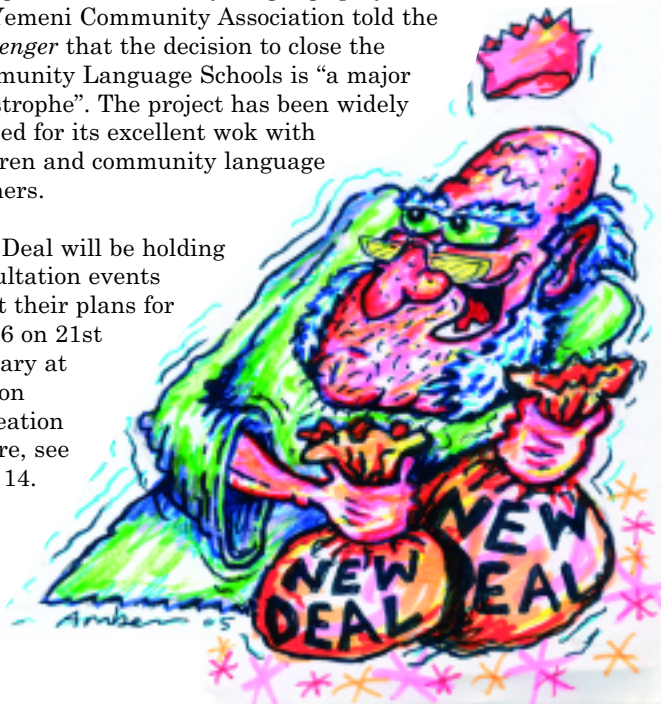 Yemeni Community Association told the
enger that the decision to close the
munity Language Schools is “a major
strophe”. The project has been widely
ed for its excellent wok with
ren and community language
ners.
Deal will be holding
ultation events
t their plans for
6 on 21st
ary at
on
eation
re, see
14.
NEW
DEAL
NEW
DEAL
Amber 05